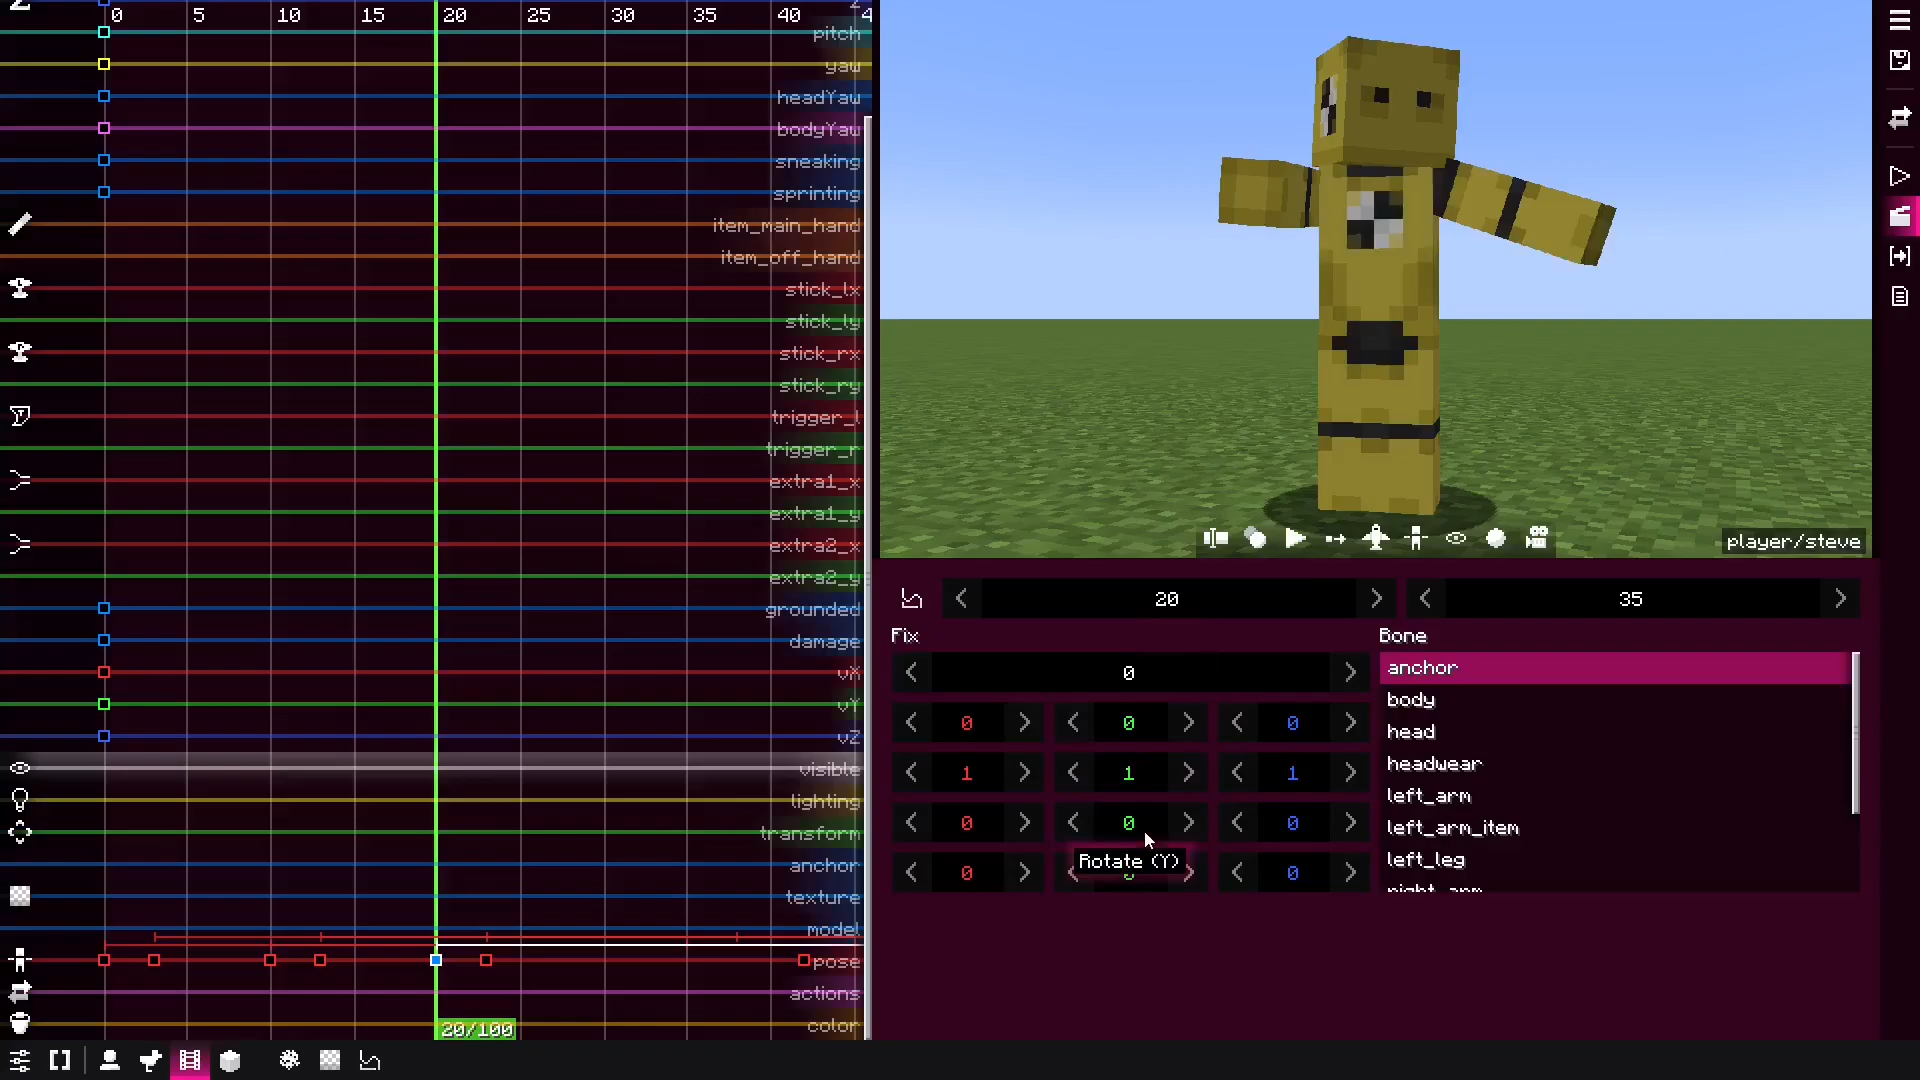 0 5 10 15 20 25 30 35 40
pitch
yaw
headYaw
bodyYaw
sneaking
sprinting
item_main_hand
item_off_hand
stick_lx
stick_ly
stick_rx
stick_ry
trigger_l
trigger_r
extra1_x
extra1_y
extra2_x
extra2_y
grounded
damage
vX
vY
vZ
visible
lighting
transform
anchor
texture
model
pose
actions
color
20/100
player/steve
20 35
Fix Bone
0
0 0 0
1 1 1
0 0 0
Rotate (Y)
0 0
anchor
body
head
headwear
left_arm
left_arm_item
left_leg
right_arm